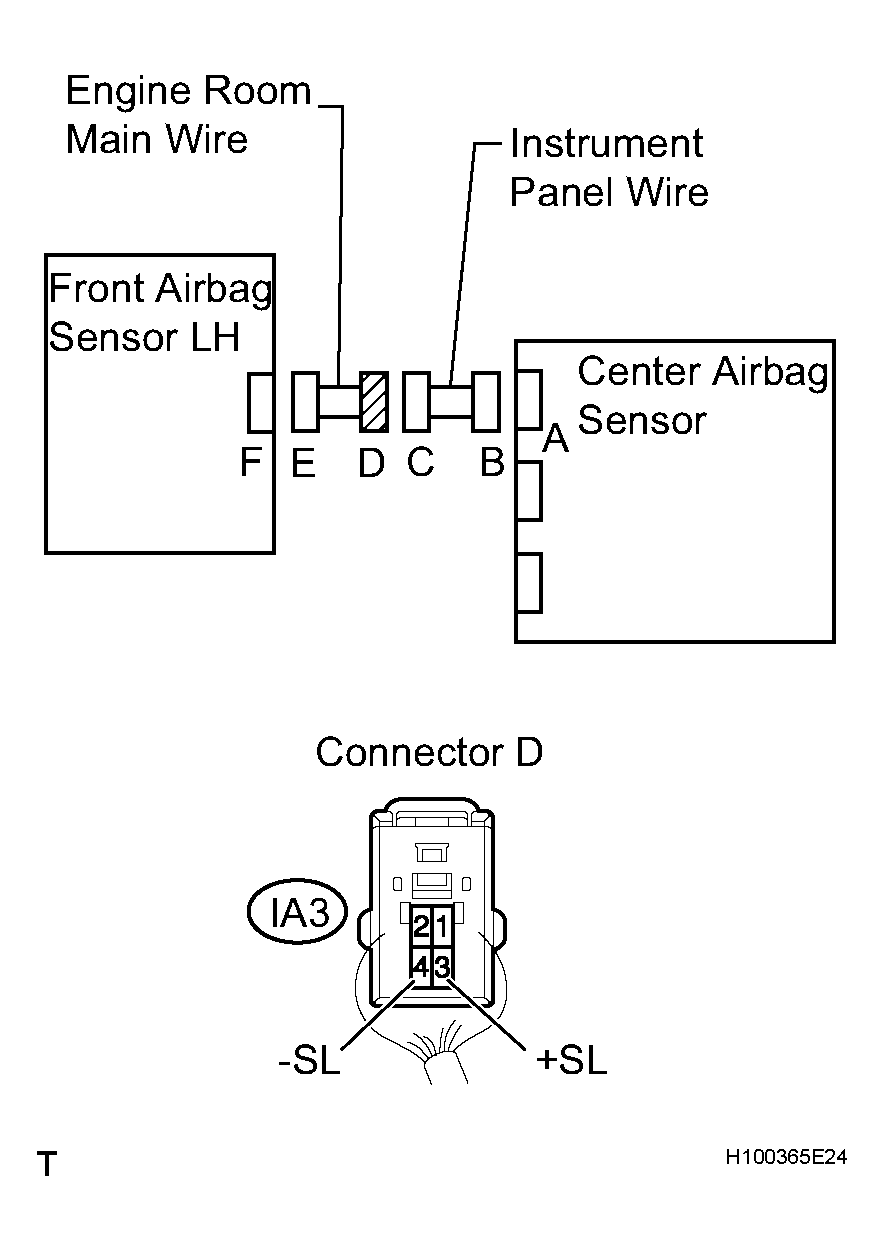 Engine Room
Main Wire
Instrument
Panel Wire
Front Airbag
Sensor LH
Center Airbag
Sensor
A
F E D C B
Connector D
IA3
2 1
4 3
-SL +SL
T H100365E24